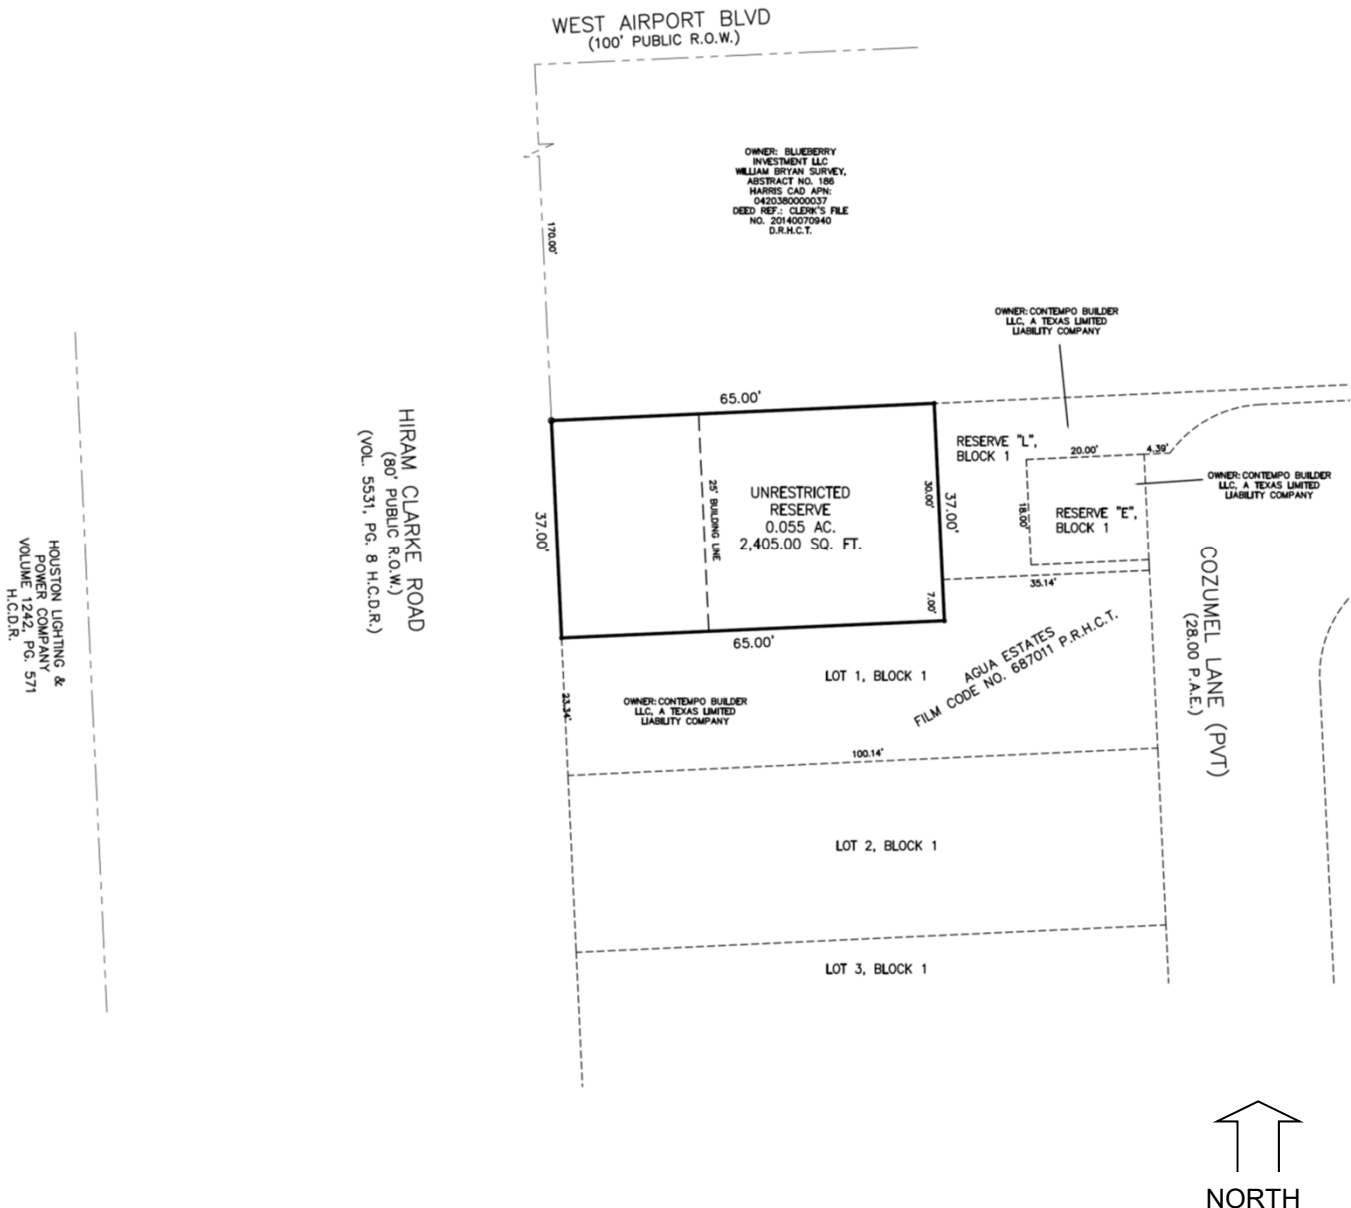 WEST AIRPORT BLVD
(100' PUBLIC R.O.W.)
OWNER: BLUEBERRY
INVESTMENT LLC
WILLIAM BRYAN SURVEY,
ABSTRACT NO. 186
HARRIS CAD APN:
0420380000037
DEED REF.: CLERK'S FILE
NO. 20140070940
D.R.H.C.T.
170.00'
OWNER: CONTEMPO BUILDER
LLC, A TEXAS LIMITED
LIABILITY COMPANY
65.00'
RESERVE "L",
BLOCK 1
20.00'
4.39'
OWNER: CONTEMPO BUILDER
LLC, A TEXAS LIMITED
LIABILITY COMPANY
HIRAM CLARKE ROAD
(80' PUBLIC R.O.W.)
(VOL. 5531, PG. 8 H.C.D.R.)
37.00'
25' BUILDING LINE
UNRESTRICTED
RESERVE
0.055 AC.
2,405.00 SQ. FT.
30.00'
37.00'
18.00'
RESERVE "E",
BLOCK 1
7.00'
35.14'
HOUSTON LIGHTING &
POWER COMPANY
VOLUME 1242, PG. 571
H.C.D.R.
COZUMEL LANE (PVT)
(28.00 P.A.E.)
65.00'
AGUA ESTATES
FILM CODE NO. 687011 P.R.H.C.T.
LOT 1, BLOCK 1
23.34'
OWNER: CONTEMPO BUILDER
LLC, A TEXAS LIMITED
LIABILITY COMPANY
100.14'
LOT 2, BLOCK 1
LOT 3, BLOCK 1
NORTH